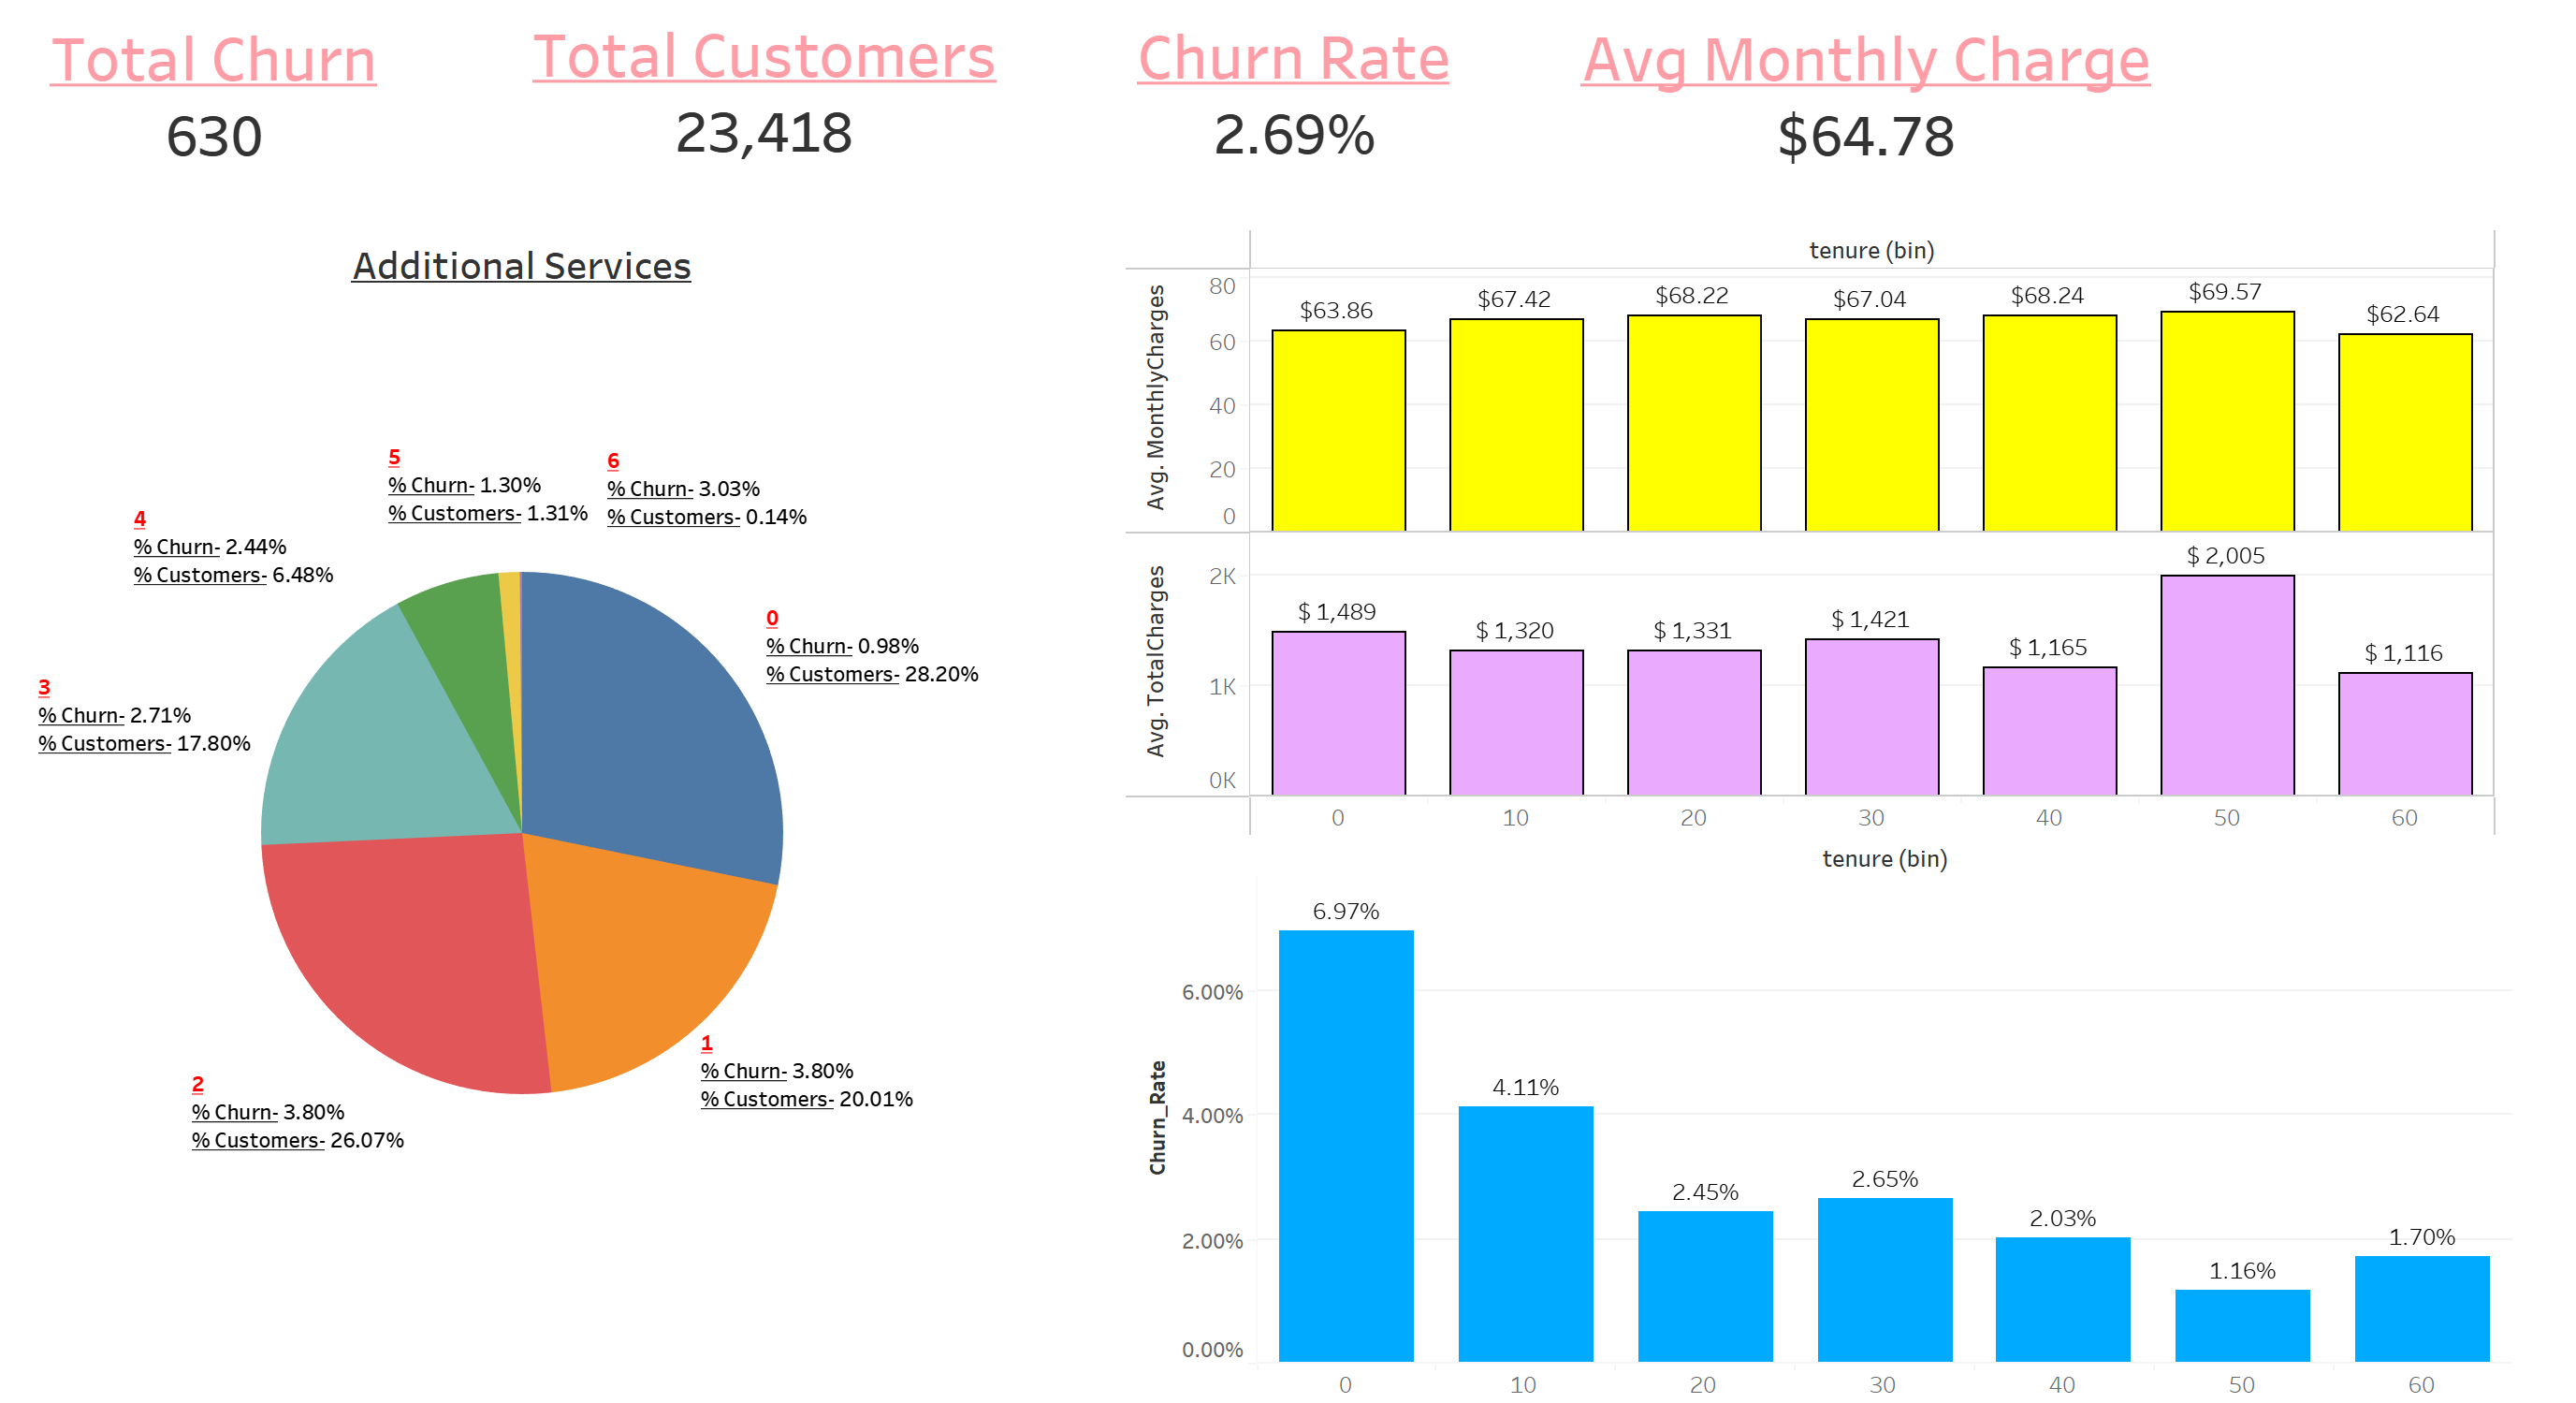 Total Churn
630
Total Customers
23,418
Churn Rate
2.69%
Avg Monthly Charge
$64.78
Additional Services
5
% Churn- 1.30%
% Customers- 1.31%
6
% Churn- 3.03%
% Customers- 0.14%
4
% Churn- 2.44%
% Customers- 6.48%
0
% Churn- 0.98%
% Customers- 28.20%
3
% Churn- 2.71%
% Customers- 17.80%
1
% Churn- 3.80%
% Customers- 20.01%
2
% Churn- 3.80%
% Customers- 26.07%
tenure (bin)
Avg. MonthlyCharges
80
60
40
20
0
$63.86
$67.42
$68.22
$67.04
$68.24
$69.57
$62.64
Avg. TotalCharges
2K
1K
0K
$ 1,489
$ 1,320
$ 1,331
$ 1,421
$ 1,165
$ 2,005
$ 1,116
0
10
20
30
40
50
60
tenure (bin)
Churn_Rate
6.00%
4.00%
2.00%
0.00%
6.97%
4.11%
2.45%
2.65%
2.03%
1.16%
1.70%
0
10
20
30
40
50
60